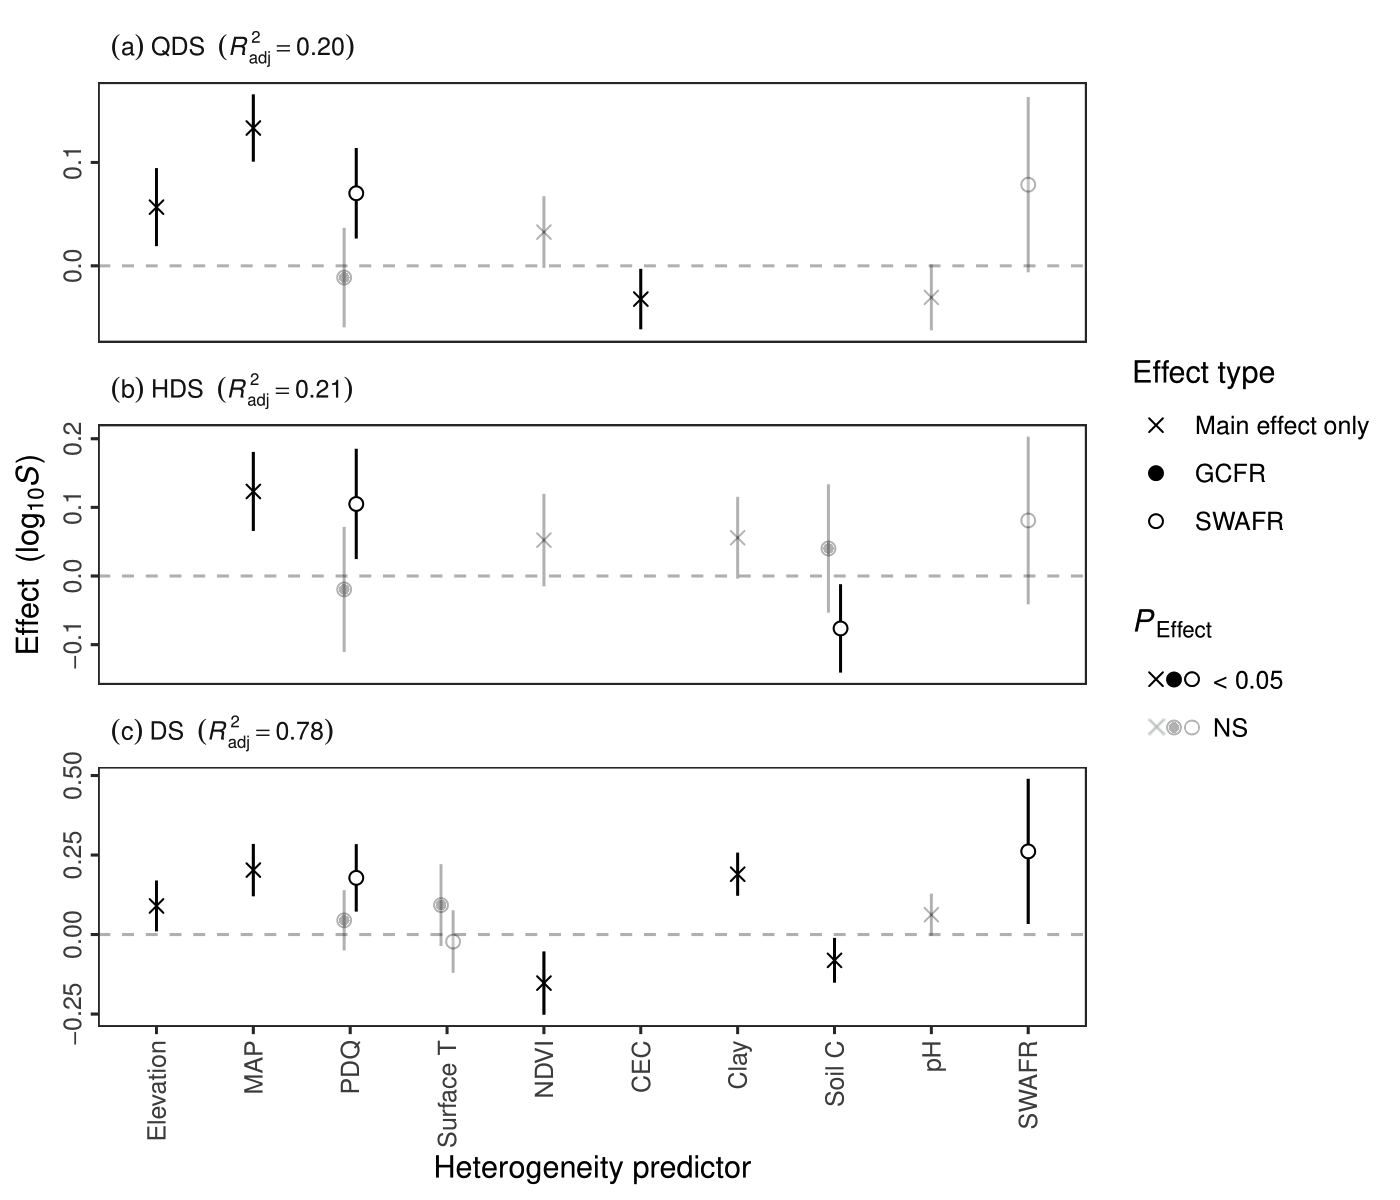 (a) QDS (R²adj = 0.20)
0.1
0.0
(b) HDS (R²adj = 0.21)
0.2
0.1
0.0
−0.1
(c) DS (R²adj = 0.78)
0.50
0.25
0.00
−0.25
Effect (log₁₀S)
Elevation
MAP
PDQ
Surface T
NDVI
CEC
Clay
Soil C
pH
SWAFR
Heterogeneity predictor
Effect type
Main effect only
GCFR
SWAFR
P Effect
< 0.05
NS